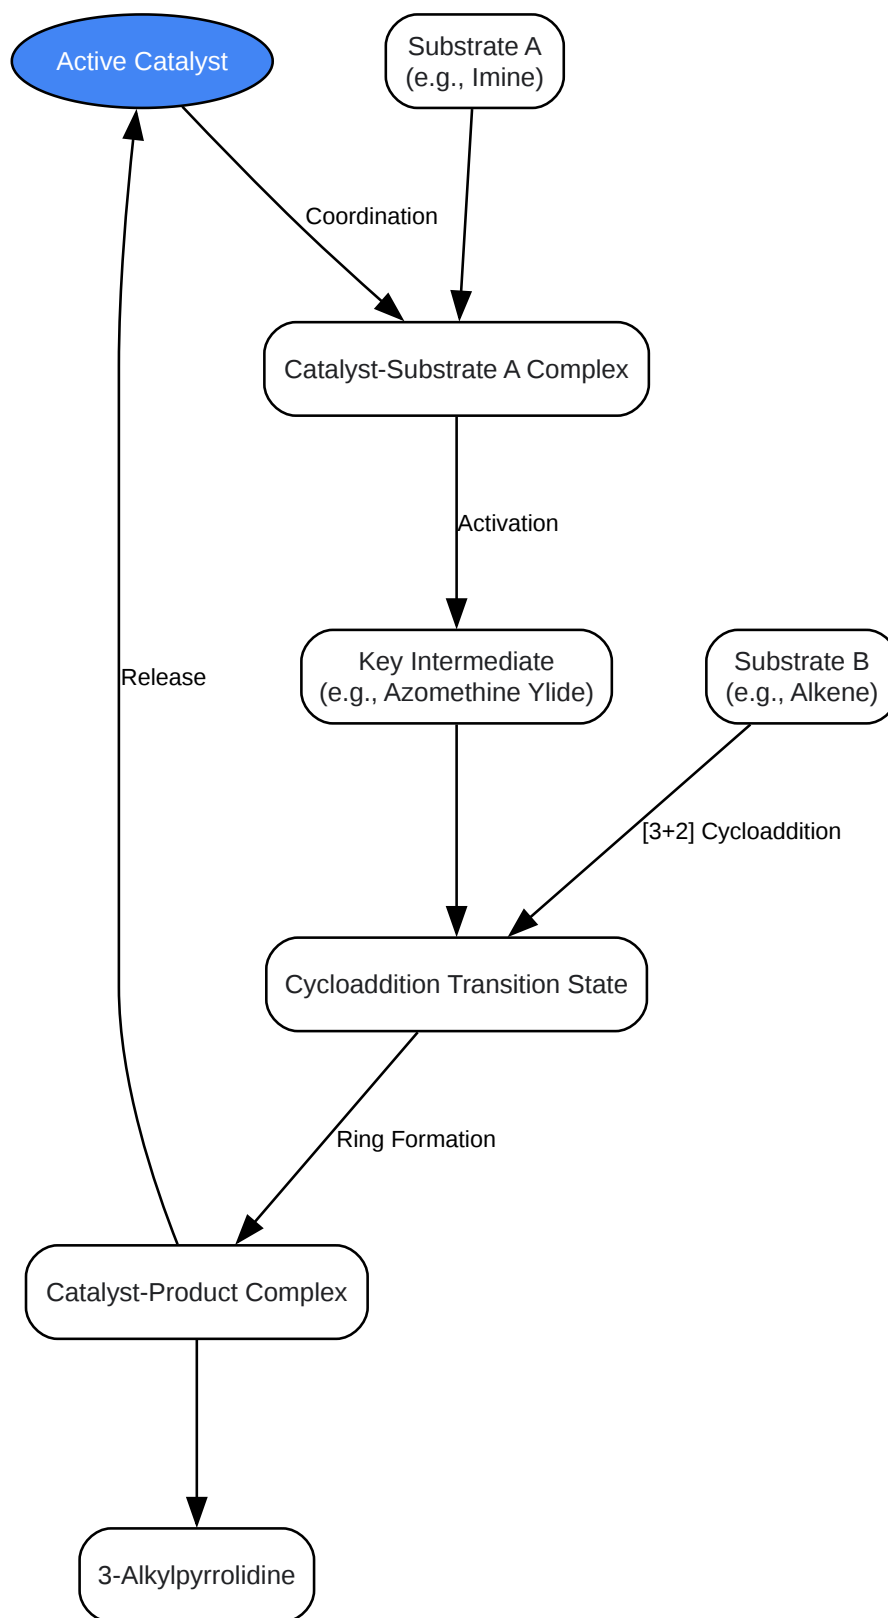 Active Catalyst
Substrate A
(e.g., Imine)
Coordination
Catalyst-Substrate A Complex
Activation
Key Intermediate
(e.g., Azomethine Ylide)
Substrate B
(e.g., Alkene)
Release
[3+2] Cycloaddition
Cycloaddition Transition State
Ring Formation
Catalyst-Product Complex
3-Alkylpyrrolidine